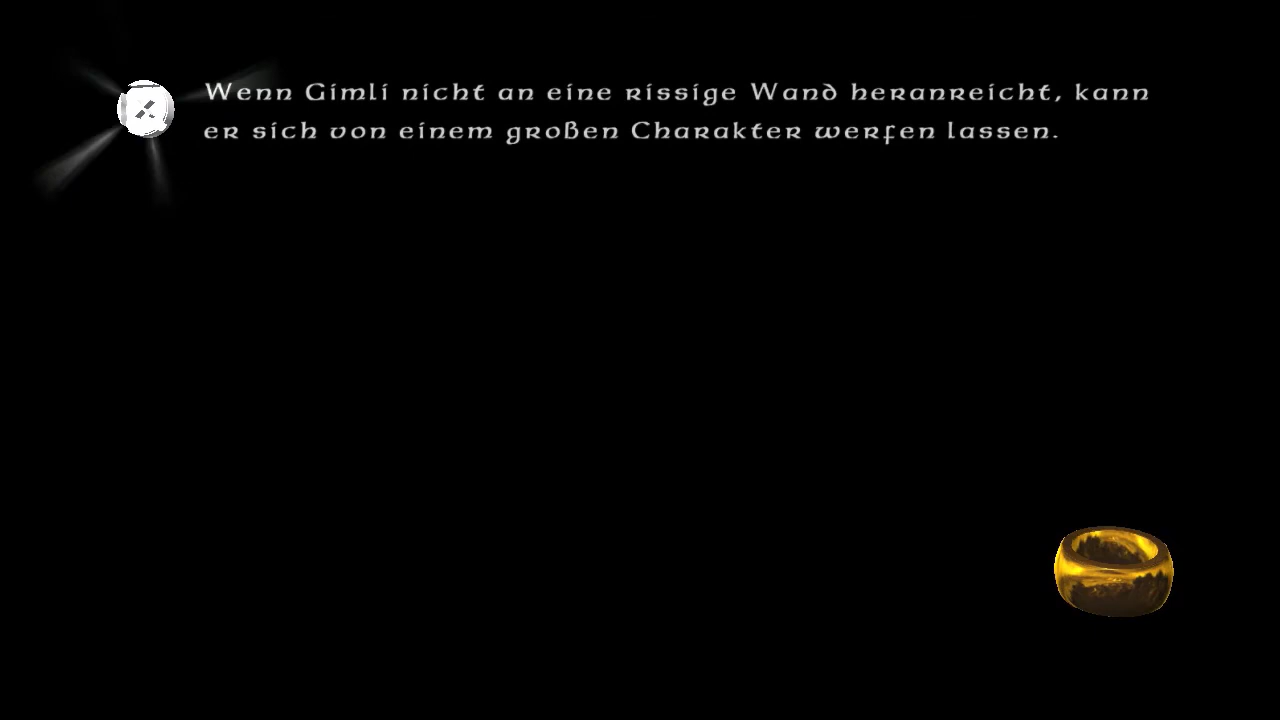 Wenn Gimli nicht an eine rissige Wand heranreicht, kann
er sich von einem großen Charakter werfen lassen.